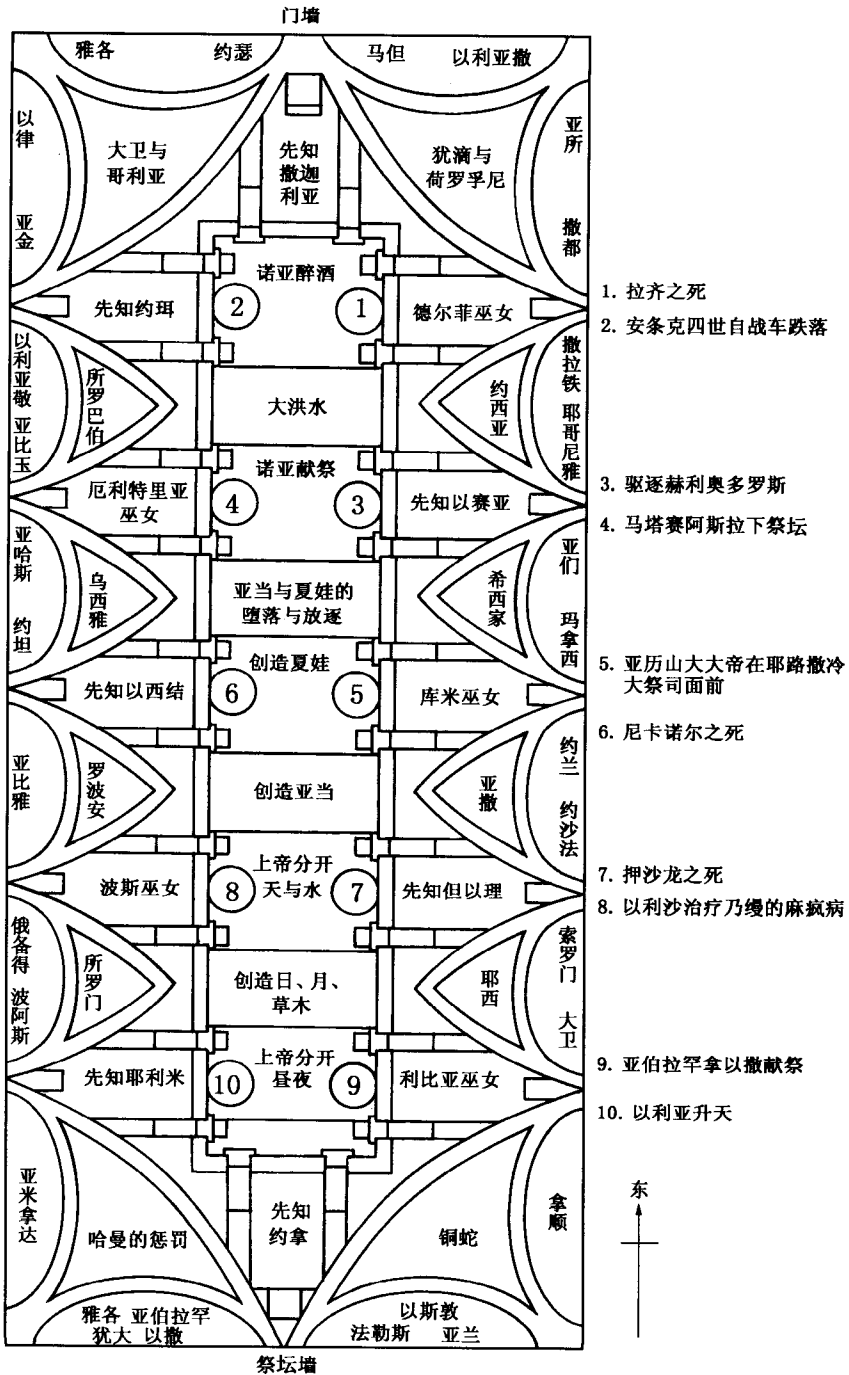 门墙
雅各 约瑟 马但 以利亚撒
以律 亚金
大卫与
哥利亚
先知
撒迦
利亚
犹滴与
荷罗孚尼
亚所 撒都
诺亚醉酒
先知约珥 2 1 德尔菲巫女
1. 拉齐之死
2. 安条克四世自战车跌落
以利亚敬 亚比玉
所罗巴伯
大洪水
约西亚
撒拉铁 耶哥尼雅
诺亚献祭
厄利特里亚
巫女
4 3 先知以赛亚
3. 驱逐赫利奥多罗斯
4. 马塔赛阿斯拉下祭坛
亚哈斯 约坦
乌西雅
亚当与夏娃的
堕落与放逐
希西家
亚们 玛拿西
创造夏娃
先知以西结 6 5 库米巫女
5. 亚历山大大帝在耶路撒冷
大祭司面前
6. 尼卡诺尔之死
亚比雅
罗波安
创造亚当
亚撒
约兰 约沙法
上帝分开
天与水
波斯巫女 8 7 先知但以理
7. 押沙龙之死
8. 以利沙治疗乃缦的麻疯病
俄备得 波阿斯
所罗门
创造日、月、
草木
耶西
索罗门 大卫
上帝分开
昼夜
先知耶利米 10 9 利比亚巫女
9. 亚伯拉罕拿以撒献祭
10. 以利亚升天
亚米拿达
哈曼的惩罚
先知
约拿
铜蛇
拿顺
东
雅各 亚伯拉罕
犹大 以撒
以斯敦
法勒斯 亚兰
祭坛墙